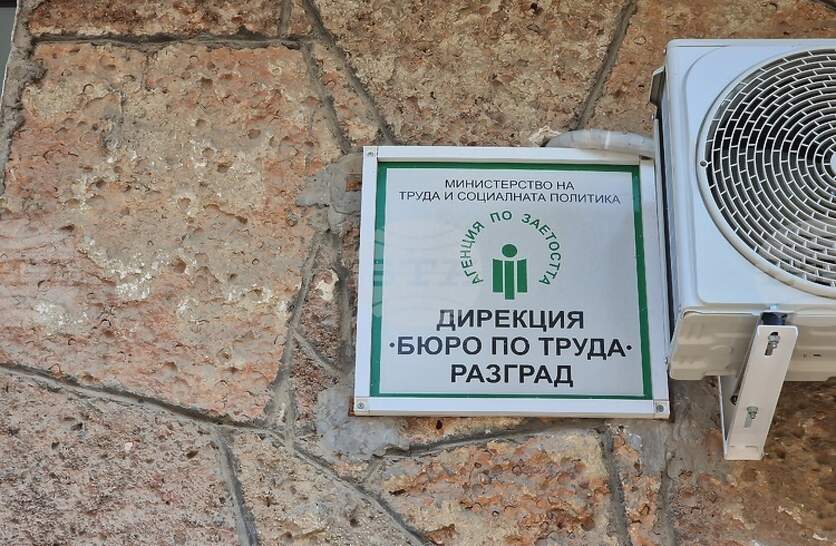 МИНИСТЕРСТВО НА
ТРУДА И СОЦИАЛНАТА ПОЛИТИКА
АГЕНЦИЯ ПО ЗАЕТОСТТА
ДИРЕКЦИЯ
·БЮРО ПО ТРУДА·
РАЗГРАД